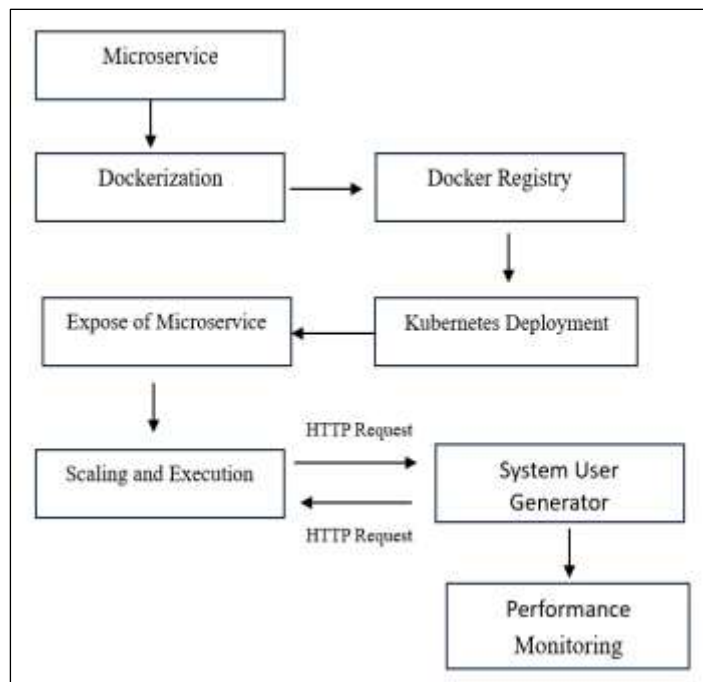 Microservice
Dockerization
Docker Registry
Expose of Microservice
Kubernetes Deployment
HTTP Request
Scaling and Execution
System User
Generator
HTTP Request
Performance
Monitoring